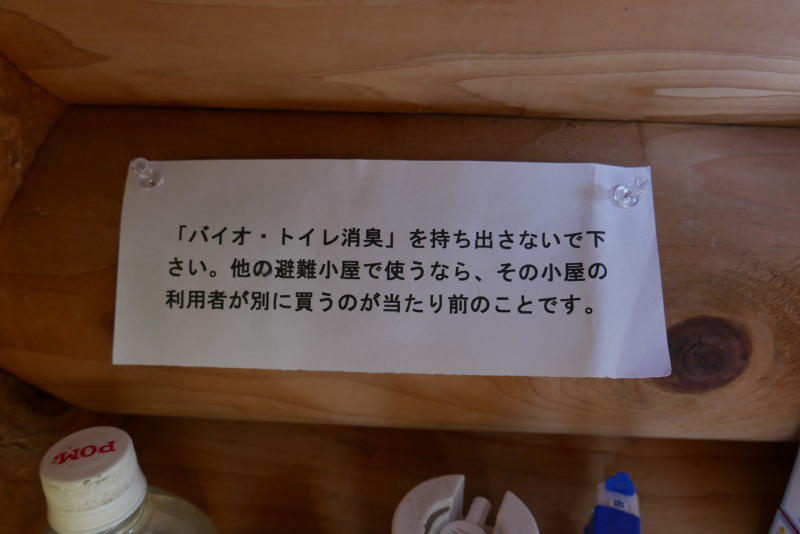 「バイオ・トイレ消臭」を持ち出さないで下
さい。他の避難小屋で使うなら、その小屋の
利用者が別に買うのが当たり前のことです。
POM